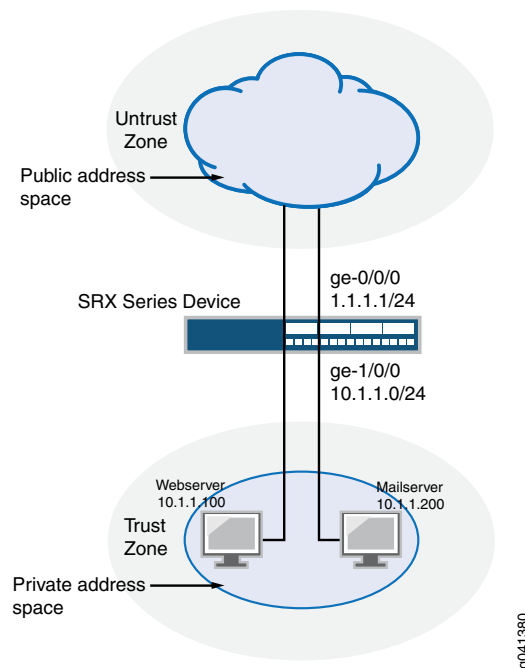 Untrust
Zone
Public address
space
ge-0/0/0
1.1.1.1/24
SRX Series Device
ge-1/0/0
10.1.1.0/24
Webserver
10.1.1.100
Mailserver
10.1.1.200
Trust
Zone
Private address
space
g041380